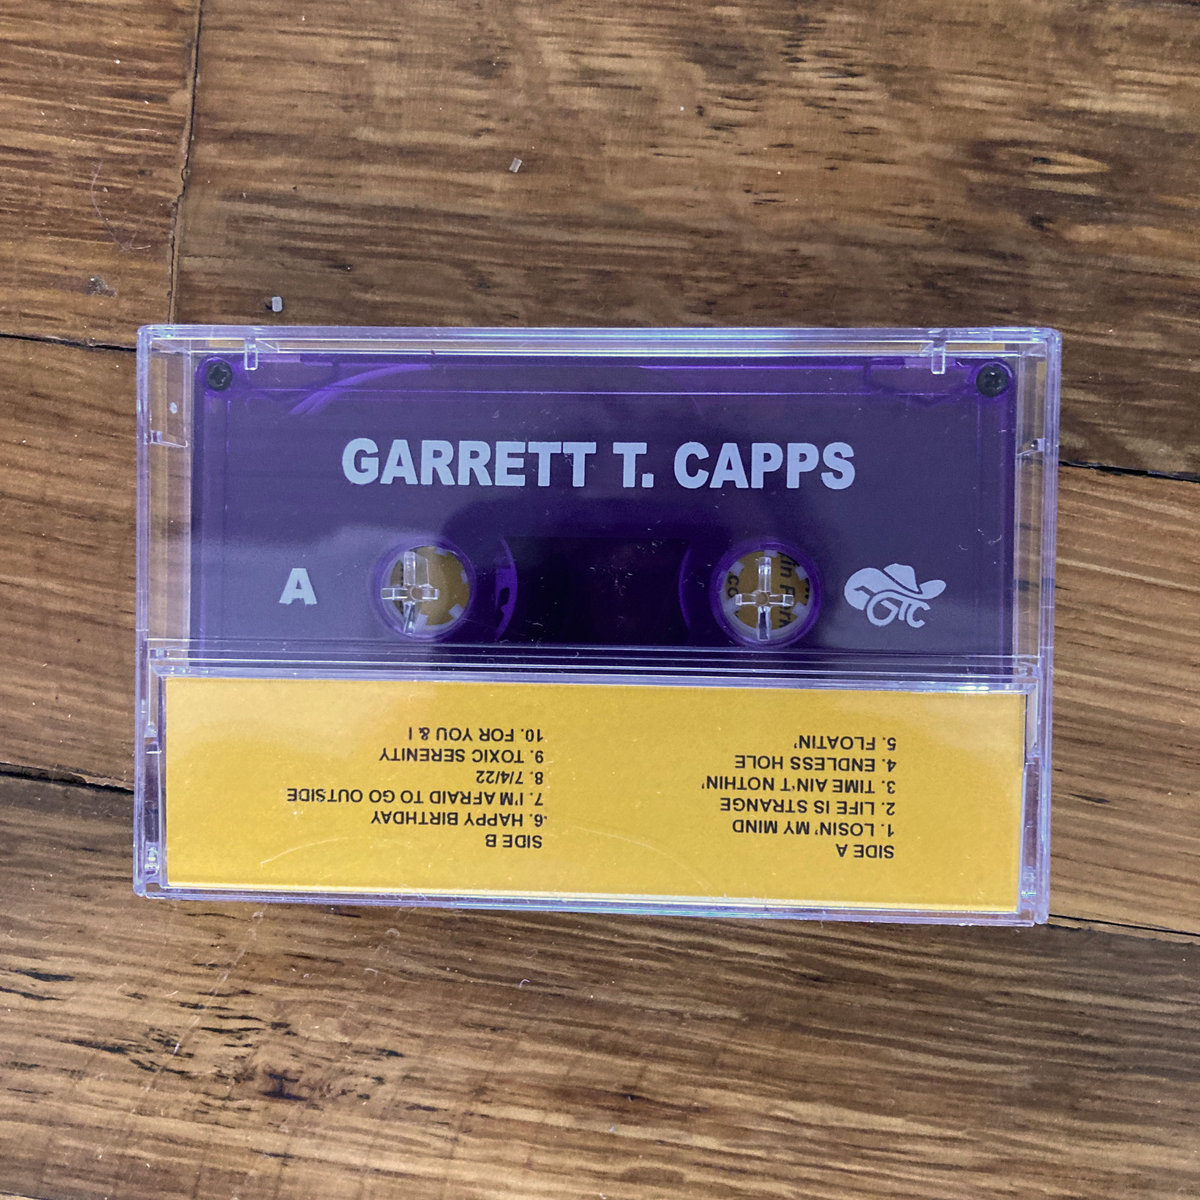 GARRETT T. CAPPS
A
GTC
SIDE A
1. LOSIN' MY MIND
2. LIFE IS STRANGE
3. TIME AIN'T NOTHIN'
4. ENDLESS HOLE
5. FLOATIN'
SIDE B
6. HAPPY BIRTHDAY
7. I'M AFRAID TO GO OUTSIDE
8. 7/4/22
9. TOXIC SERENITY
10. FOR YOU & I